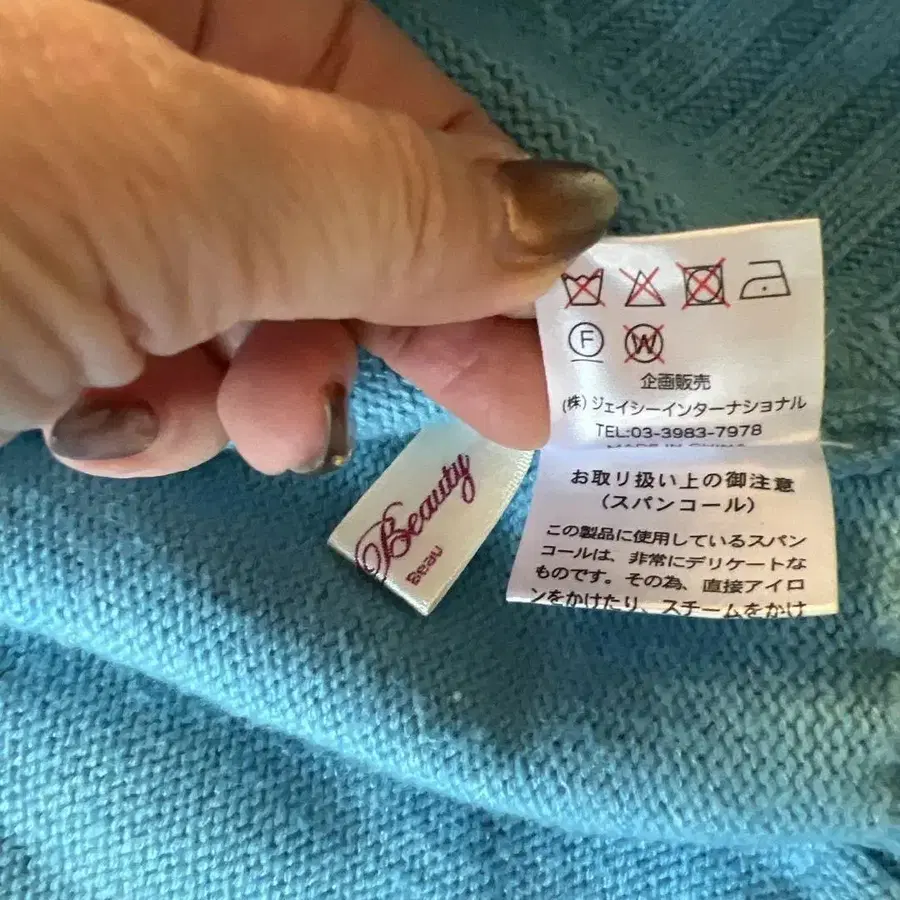 F W
企画販売
(株)ジェイシーインターナショナル
TEL:03-3983-7978
MADE IN CHINA
お取り扱い上の御注意
(スパンコール)
この製品に使用しているスパン
コールは、非常にデリケートな
ものです。その為、直接アイロ
ンをかけたり、スチームをかけ
Beauty
Beau